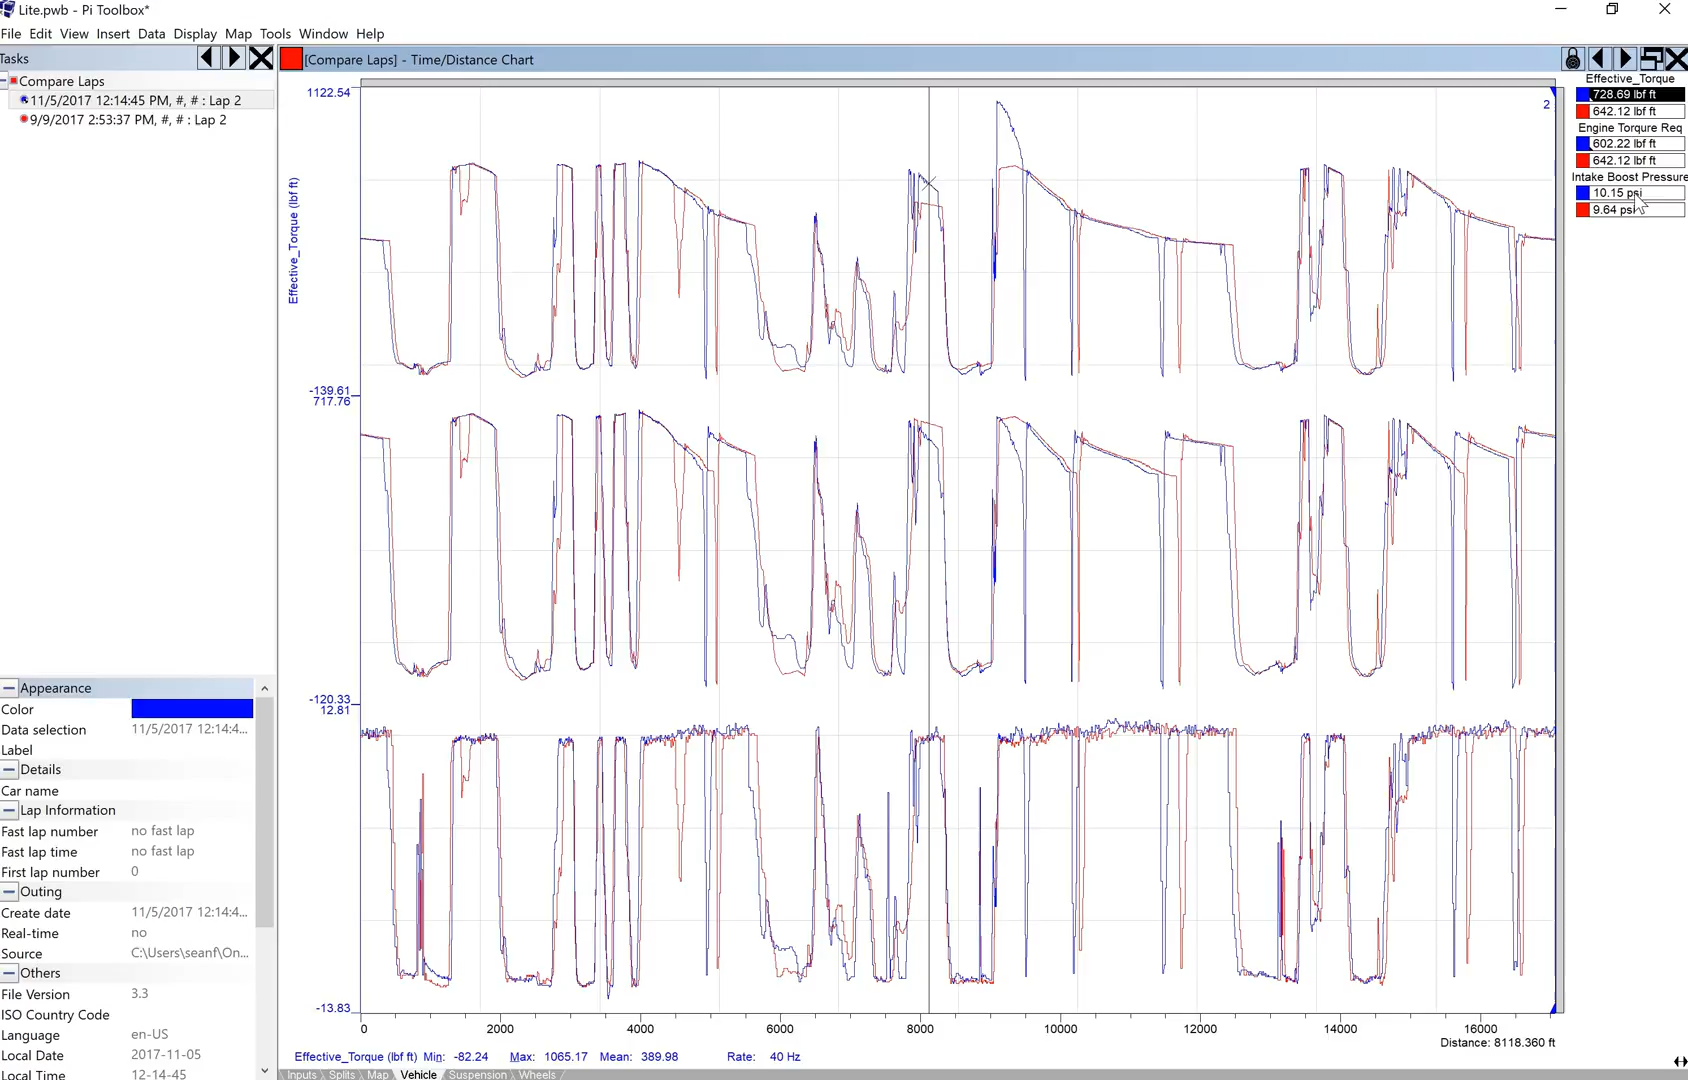 Lite.pwb - Pi Toolbox*
File Edit View Insert Data Display Map Tools Window Help
Tasks
Compare Laps
11/5/2017 12:14:45 PM, #, # : Lap 2
9/9/2017 2:53:37 PM, #, # : Lap 2
[Compare Laps] - Time/Distance Chart
1122.54
2
Effective_Torque (lbf ft)
-139.61
717.76
-120.33
12.81
-13.83
0 2000 4000 6000 8000 10000 12000 14000 16000
Distance: 8118.360 ft
Effective_Torque (lbf ft) Min: -82.24 Max: 1065.17 Mean: 389.98 Rate: 40 Hz
Inputs Splits Map Vehicle Suspension Wheels
Effective_Torque
728.69 lbf ft
642.12 lbf ft
Engine Torqure Req
602.22 lbf ft
642.12 lbf ft
Intake Boost Pressure
10.15 psi
9.64 psi
Appearance
Color
Data selection 11/5/2017 12:14:4...
Label
Details
Car name
Lap Information
Fast lap number no fast lap
Fast lap time no fast lap
First lap number 0
Outing
Create date 11/5/2017 12:14:4...
Real-time no
Source C:\Users\seanf\On...
Others
File Version 3.3
ISO Country Code
Language en-US
Local Date 2017-11-05
Local Time 12-14-45